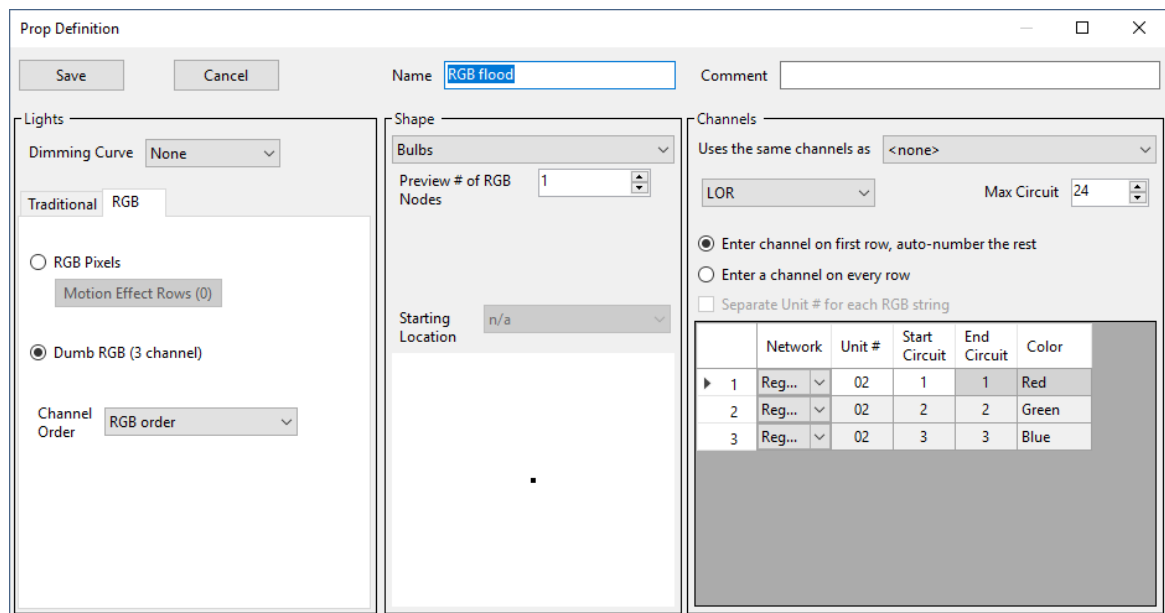 Prop Definition
Save Cancel Name RGB flood Comment
Lights
Dimming Curve None
Traditional RGB
RGB Pixels
Motion Effect Rows (0)
Dumb RGB (3 channel)
Channel Order RGB order
Shape
Bulbs
Preview # of RGB
Nodes
1
Starting
Location
n/a
Channels
Uses the same channels as <none>
LOR Max Circuit 24
Enter channel on first row, auto-number the rest
Enter a channel on every row
Separate Unit # for each RGB string
Network Unit # Start Circuit End Circuit Color
1 Reg... 02 1 1 Red
2 Reg... 02 2 2 Green
3 Reg... 02 3 3 Blue